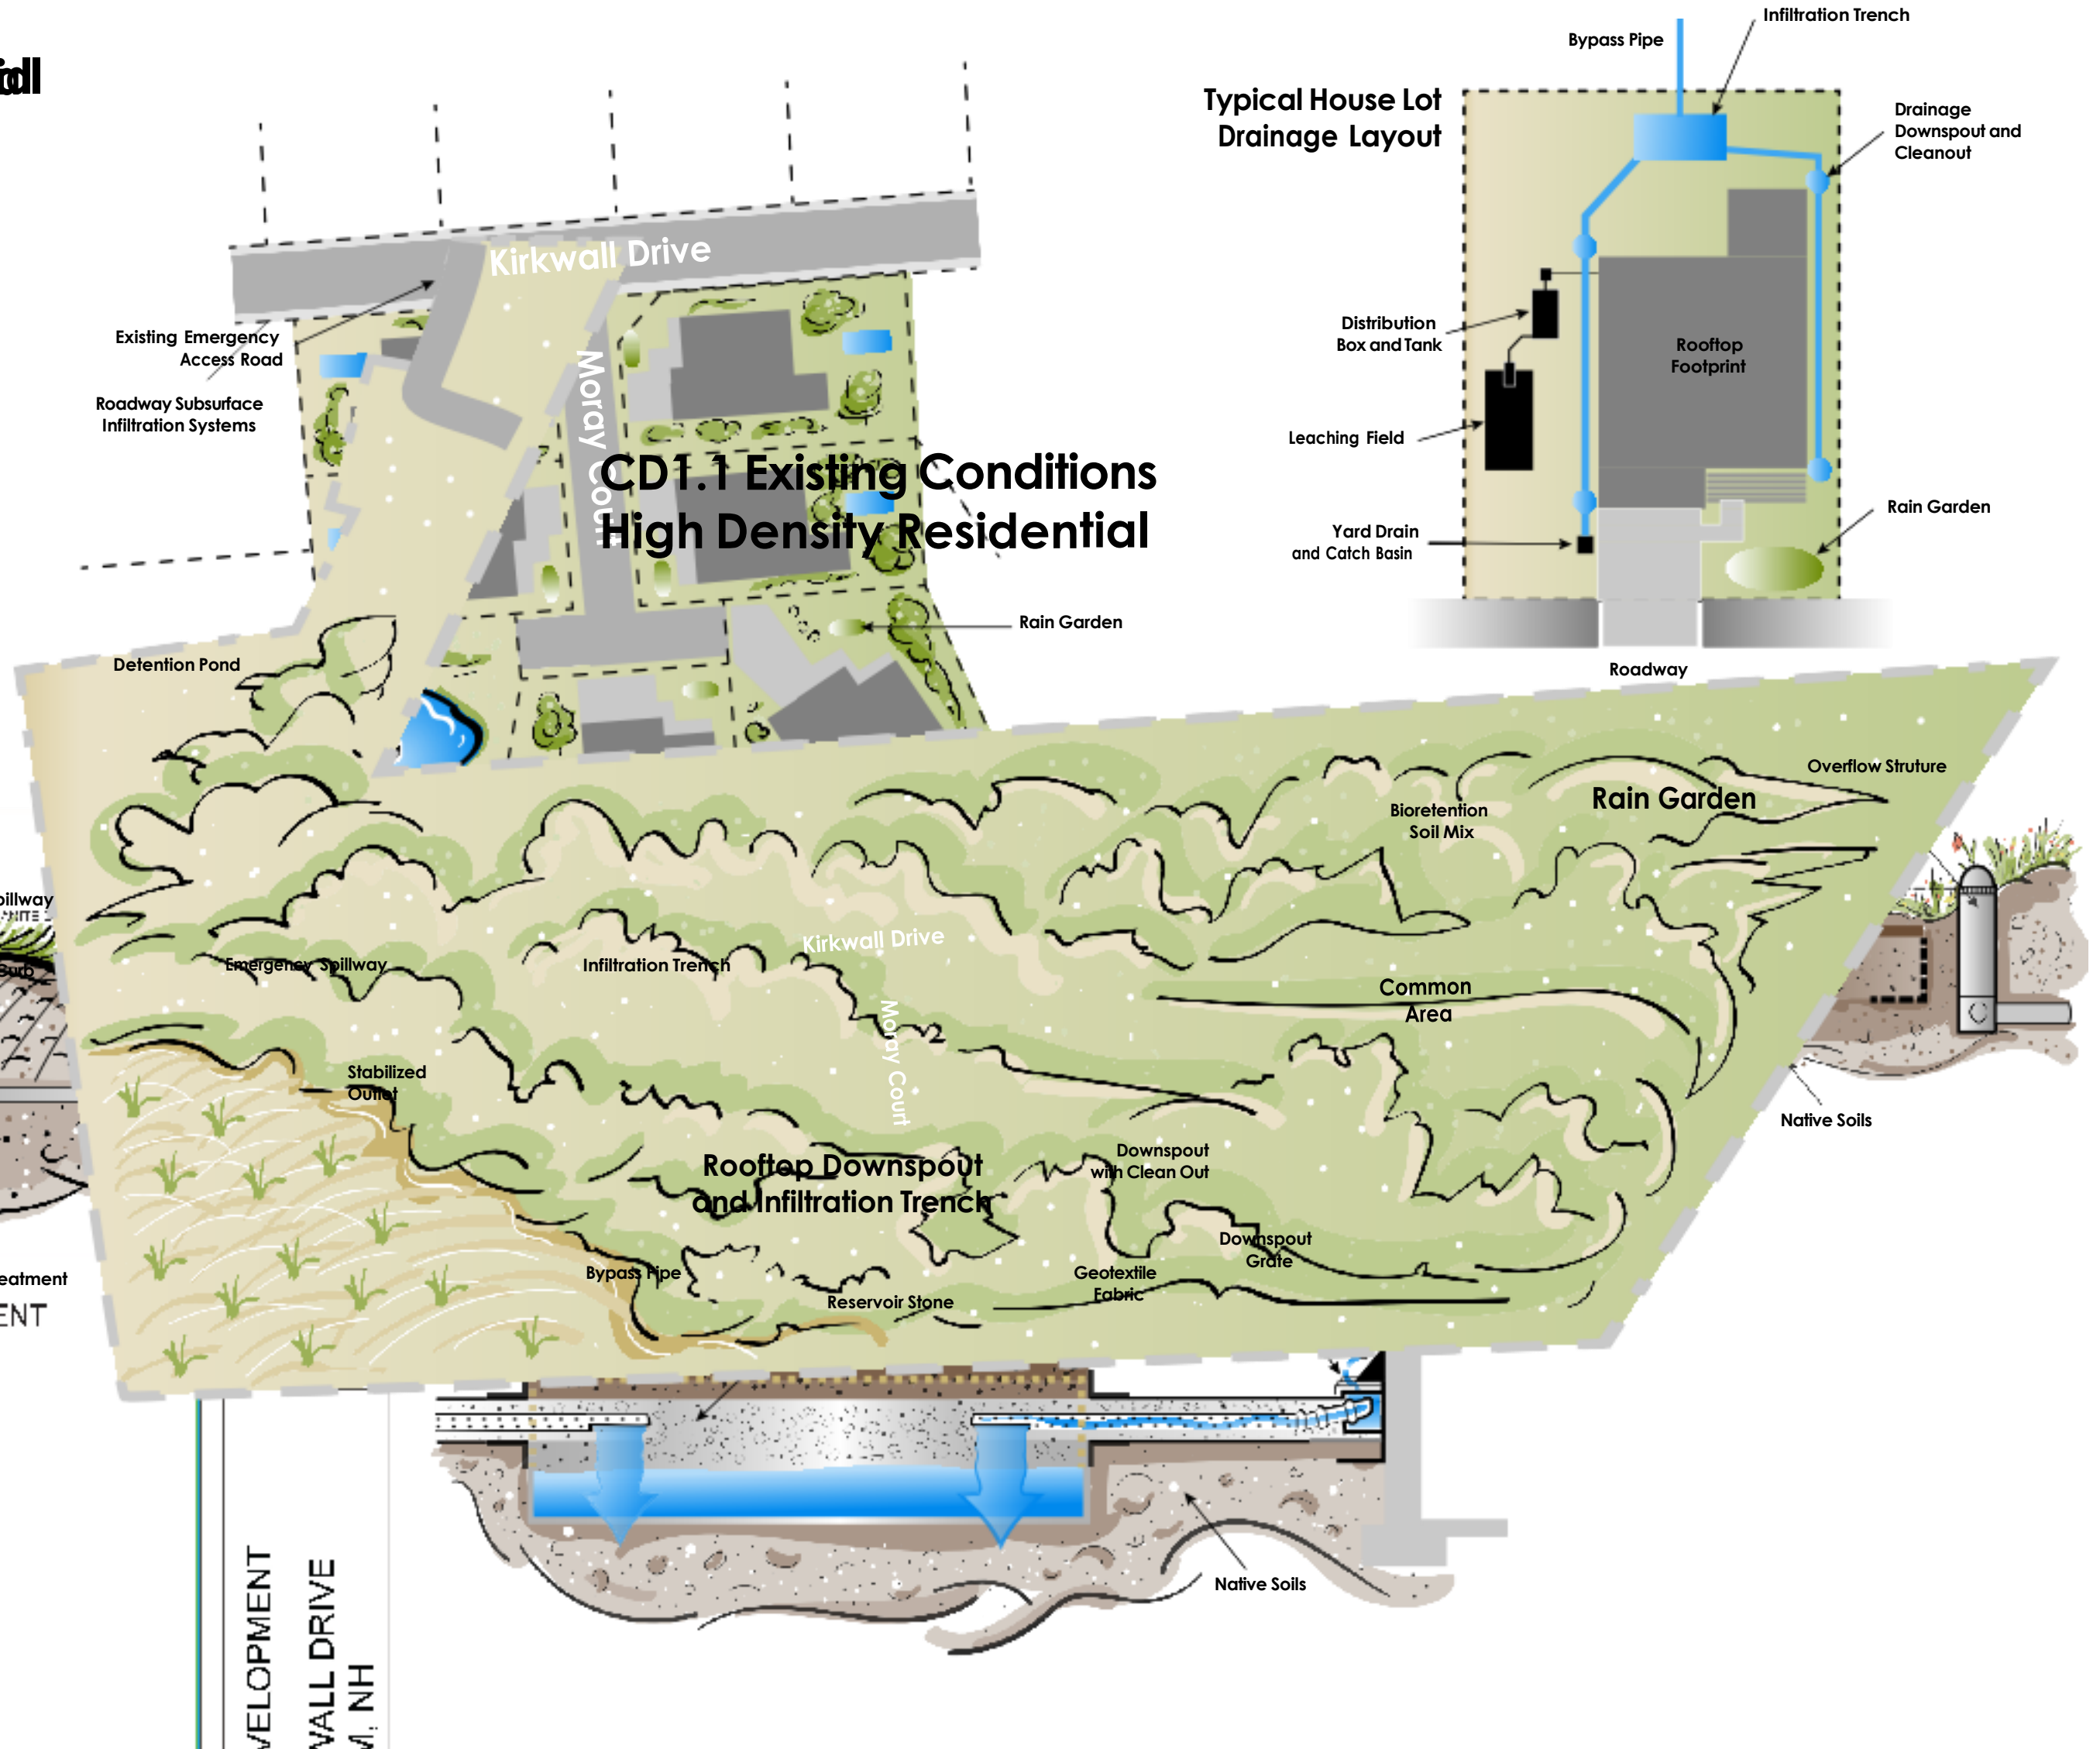 Infiltration Trench
Bypass Pipe
Typical House Lot
Drainage Layout
Drainage
Downspout and
Cleanout
Kirkwall Drive
Existing Emergency
Access Road
Roadway Subsurface
Infiltration Systems
Moray Court
Distribution
Box and Tank
Rooftop
Footprint
Leaching Field
CD1.1 Existing Conditions
High Density Residential
Yard Drain
and Catch Basin
Rain Garden
Rain Garden
Detention Pond
Roadway
Overflow Struture
Rain Garden
Bioretention
Soil Mix
pillway
Curb
Emergency Spillway
Infiltration Trench
Kirkwall Drive
Common
Area
Moray Court
Stabilized
Outlet
Native Soils
Rooftop Downspout
and Infiltration Trench
Downspout
with Clean Out
Downspout
Grate
Bypass Pipe
Geotextile
Fabric
Reservoir Stone
eatment
ENT
Native Soils
VELOPMENT
WALL DRIVE
M, NH